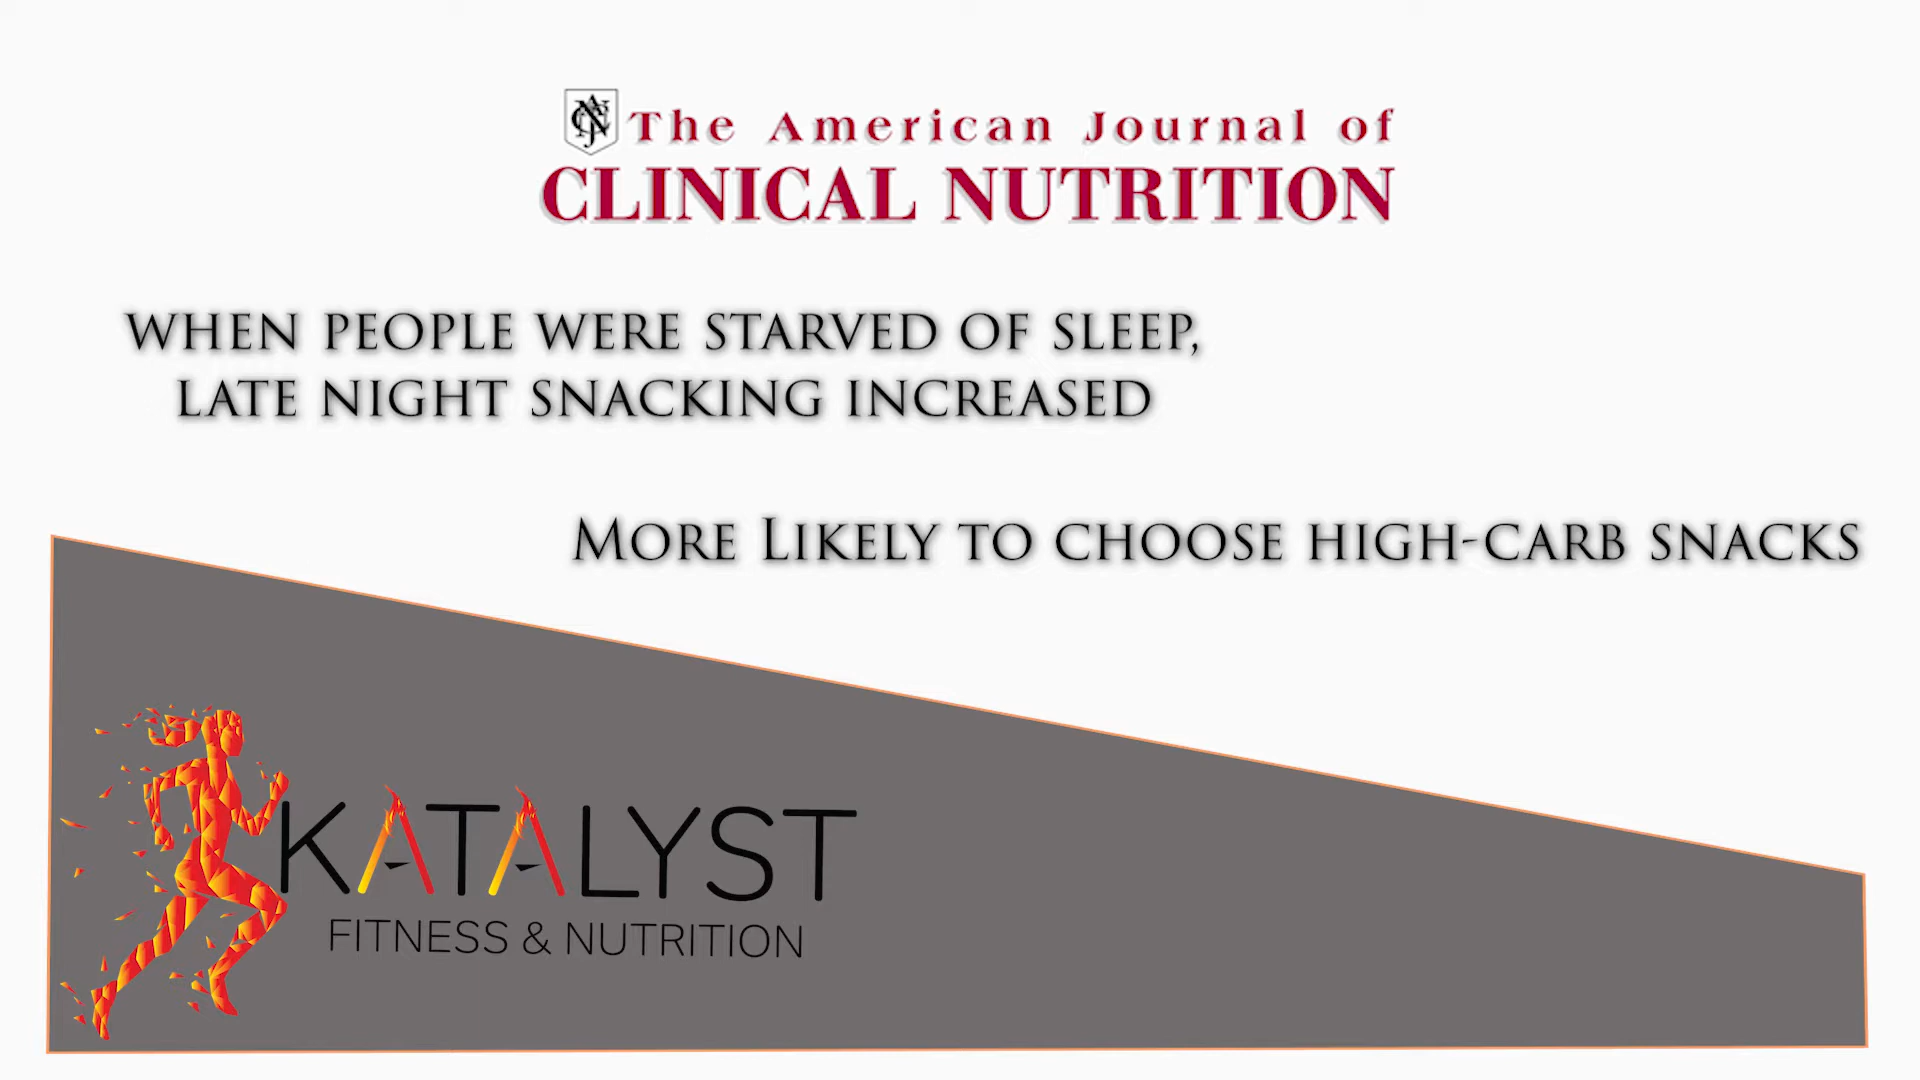 The American Journal of
CLINICAL NUTRITION
WHEN PEOPLE WERE STARVED OF SLEEP,
LATE NIGHT SNACKING INCREASED
MORE LIKELY TO CHOOSE HIGH-CARB SNACKS
KATALYST
FITNESS & NUTRITION